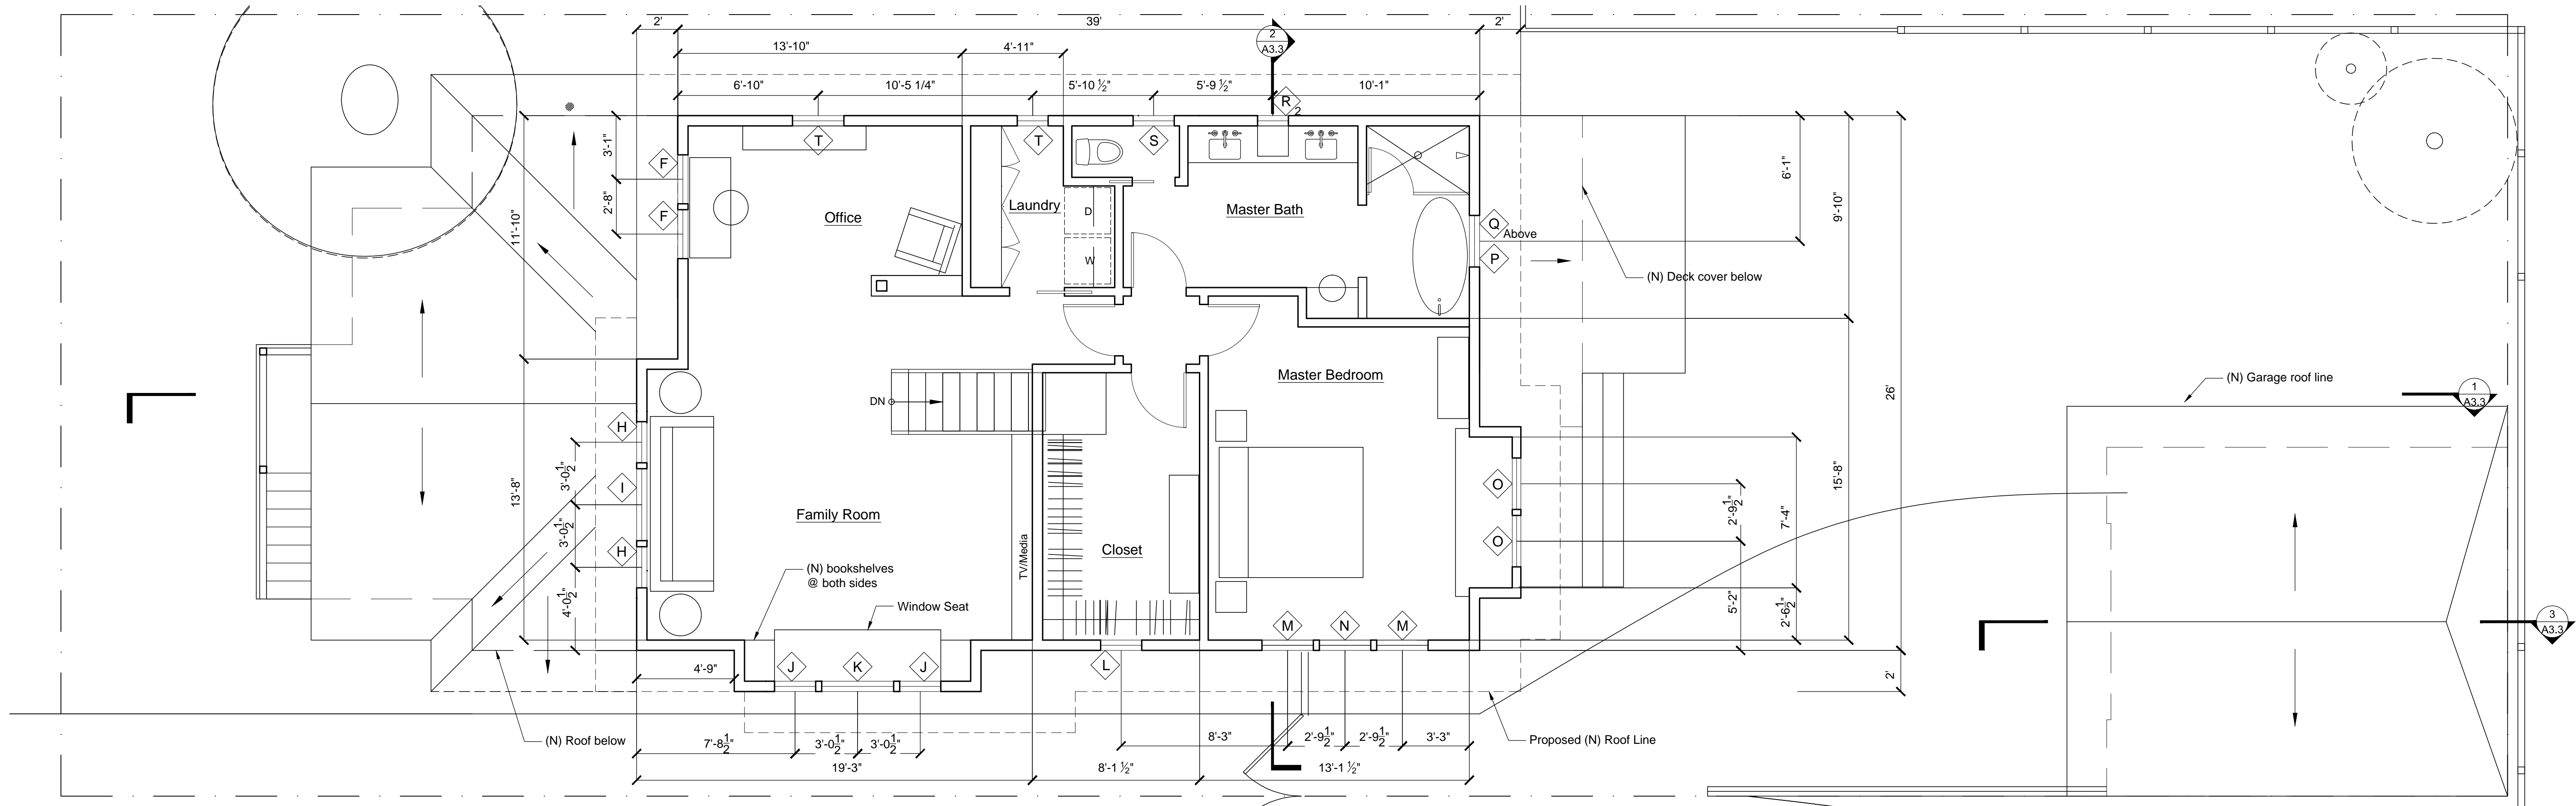 2'
39'
2'
2
A3.3
13'-10"
4'-11"
6'-10"
10'-5 1/4"
5'-10 ½"
5'-9 ½"
10'-1"
R
2
T
T
S
F
F
3'-1"
2'-8"
11'-10"
6'-1"
9'-10"
Office
Laundry
D
W
Master Bath
Q
Above
P
(N) Deck cover below
DN
Master Bedroom
26'
(N) Garage roof line
1
A3.3
H
I
H
3'-0½"
3'-0½"
4'-0½"
13'-8"
Family Room
TV/Media
Closet
O
O
2'-9½"
7'-4"
15'-8"
5'-2"
2'-6½"
2'
(N) bookshelves
@ both sides
Window Seat
3
A3.3
M
N
M
J
K
J
L
4'-9"
(N) Roof below
7'-8½"
3'-0½"
3'-0½"
8'-3"
2'-9½"
2'-9½"
3'-3"
Proposed (N) Roof Line
19'-3"
8'-1 ½"
13'-1 ½"